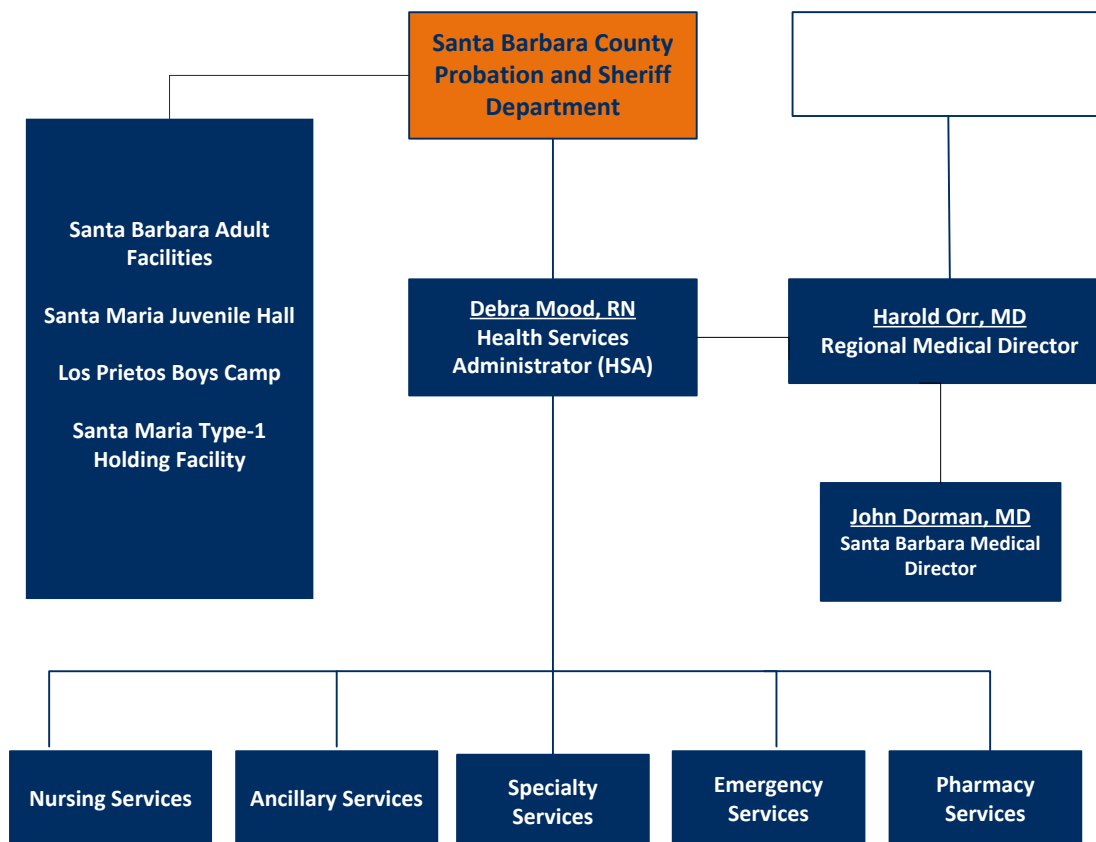 Santa Barbara County
Probation and Sheriff
Department
Santa Barbara Adult
Facilities
Santa Maria Juvenile Hall
Los Prietos Boys Camp
Santa Maria Type-1
Holding Facility
Debra Mood, RN
Health Services
Administrator (HSA)
Harold Orr, MD
Regional Medical Director
John Dorman, MD
Santa Barbara Medical
Director
Nursing Services
Ancillary Services
Specialty
Services
Emergency
Services
Pharmacy
Services